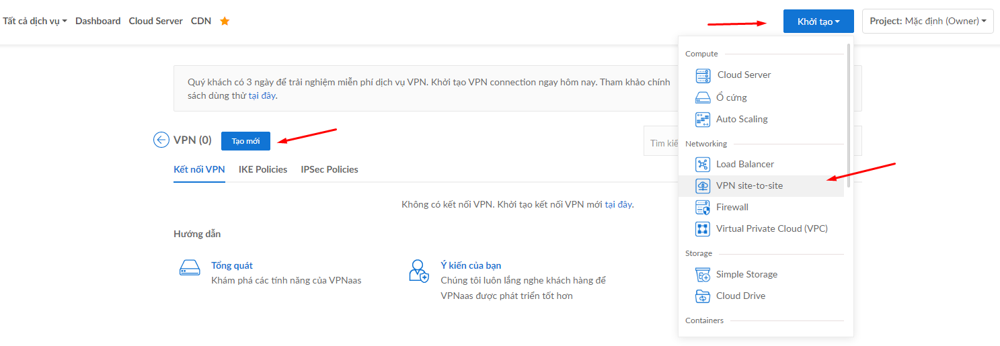 Tất cả dịch vụ Dashboard Cloud Server CDN Khởi tạo Project: Mặc định (Owner)
Quý khách có 3 ngày để trải nghiệm miễn phí dịch vụ VPN. Khởi tạo VPN connection ngay hôm nay. Tham khảo chính
sách dùng thử tại đây.
VPN (0) Tạo mới
Kết nối VPN IKE Policies IPSec Policies
Không có kết nối VPN. Khởi tạo kết nối VPN mới tại đây.
Hướng dẫn
Tổng quát
Khám phá các tính năng của VPNaas
Ý kiến của bạn
Chúng tôi luôn lắng nghe khách hàng để
VPNaas được phát triển tốt hơn
Compute
Cloud Server
Ổ cứng
Auto Scaling
Networking
Load Balancer
VPN site-to-site
Firewall
Virtual Private Cloud (VPC)
Storage
Simple Storage
Cloud Drive
Containers